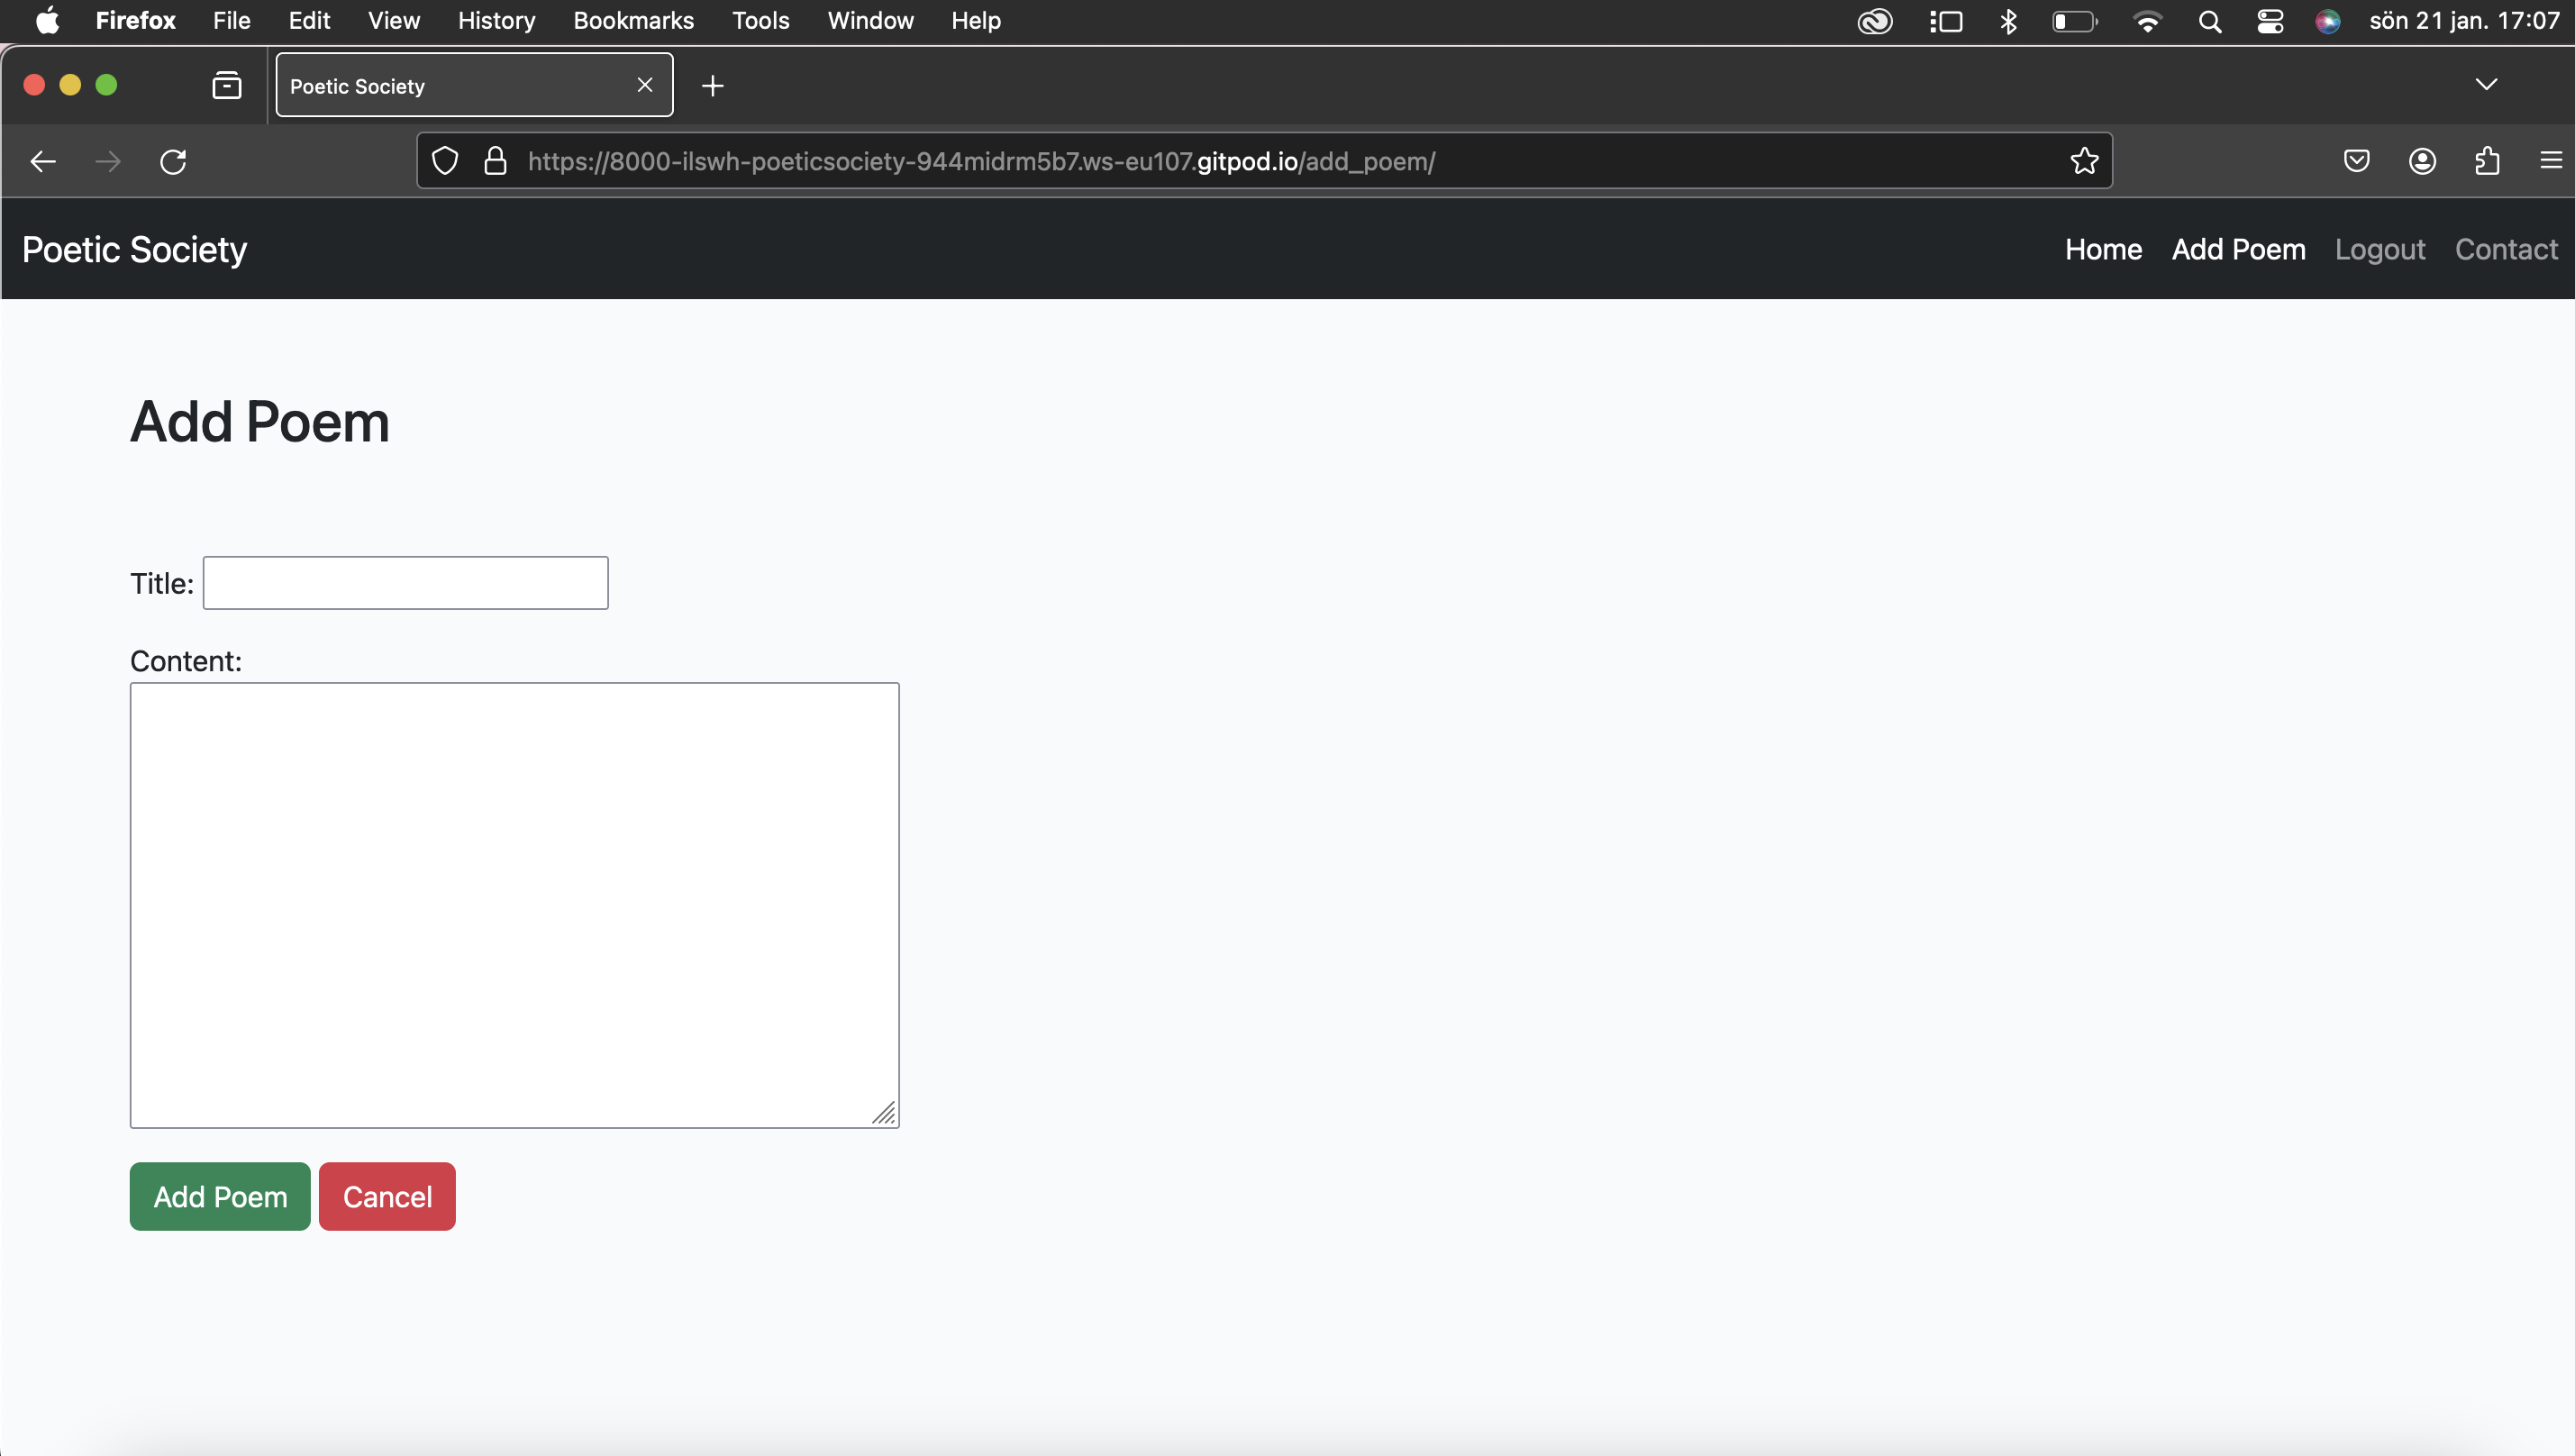 Firefox File Edit View History Bookmarks Tools Window Help sön 21 jan. 17:07
Poetic Society
https://8000-ilswh-poeticsociety-944midrm5b7.ws-eu107.gitpod.io/add_poem/
Poetic Society Home Add Poem Logout Contact
Add Poem
Title:
Content:
Add Poem Cancel